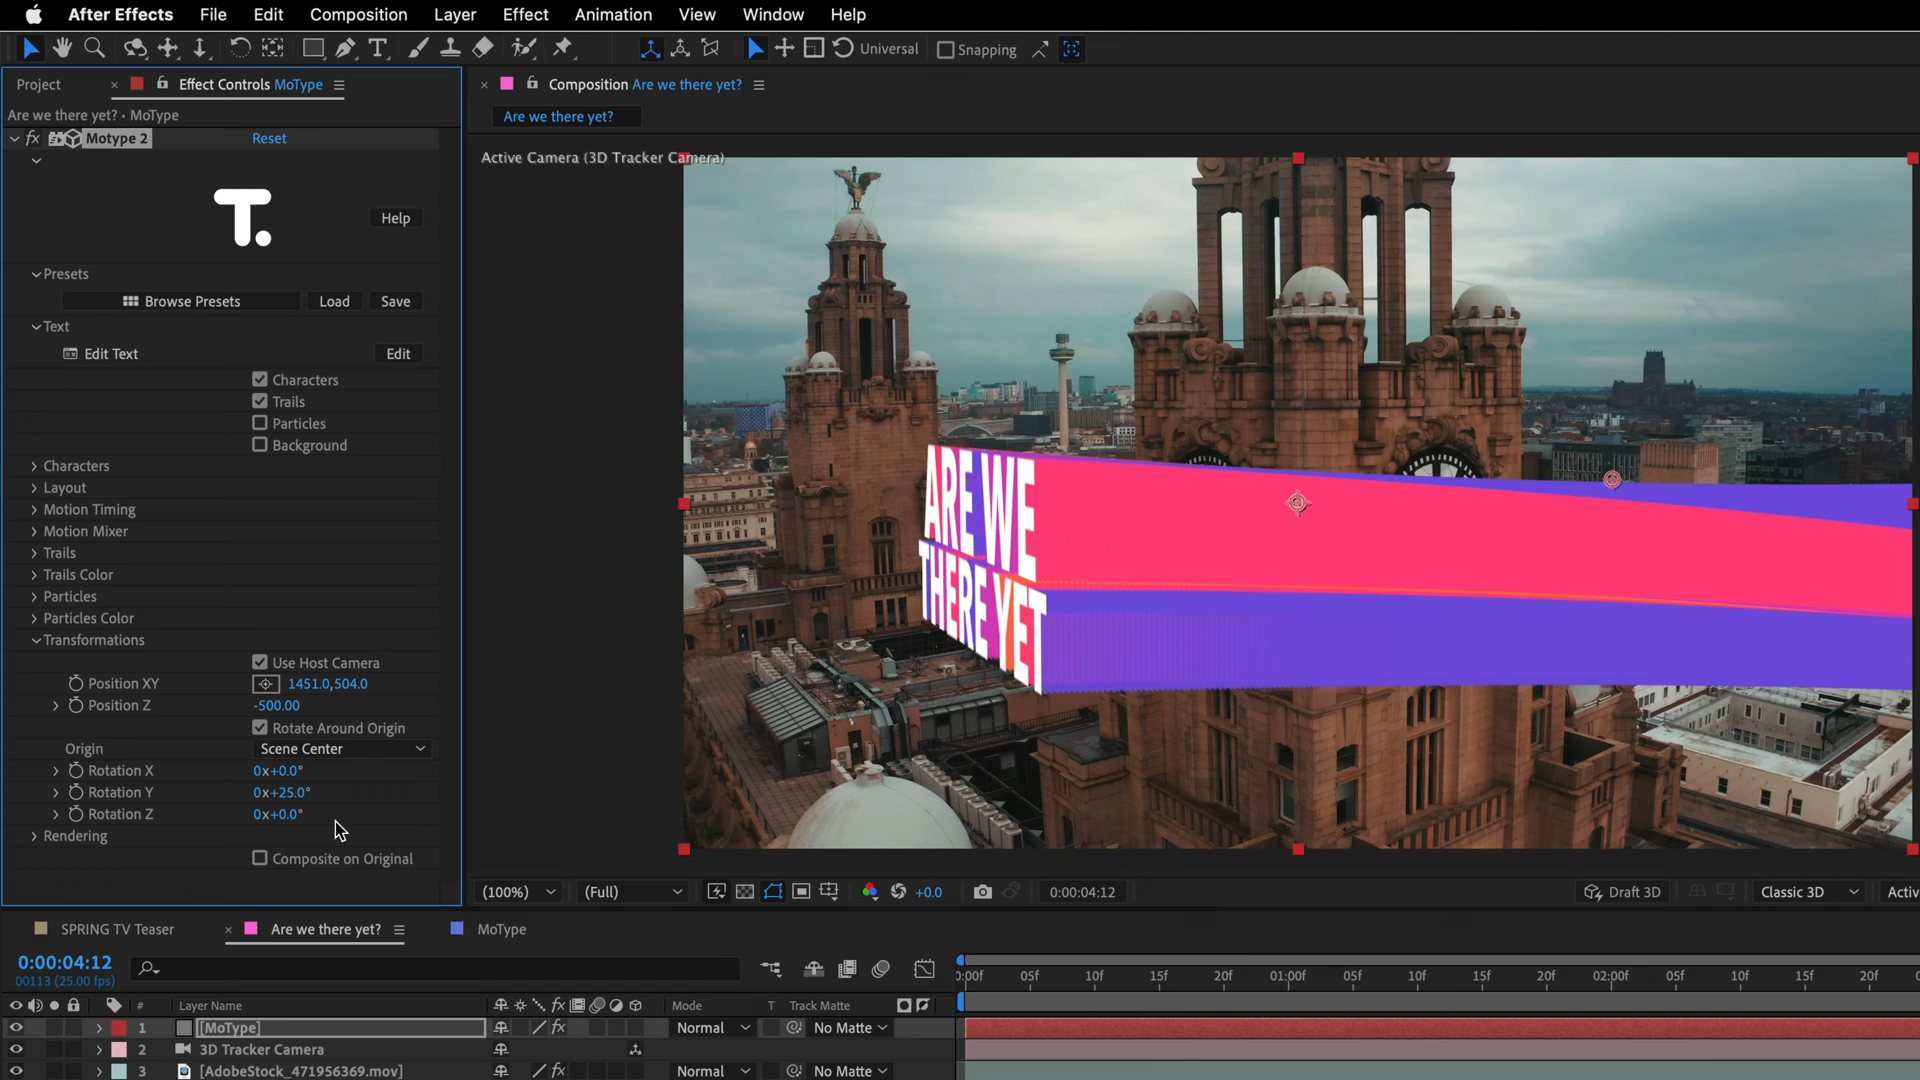 After Effects File Edit Composition Layer Effect Animation View Window Help
Universal Snapping
Project Effect Controls MoType Composition Are we there yet?
Are we there yet? • MoType
Are we there yet?
Motype 2 Reset
Active Camera (3D Tracker Camera)
T.
Help
Presets
Browse Presets Load Save
Text
Edit Text Edit
Characters
Trails
Particles
Background
Characters
Layout
Motion Timing
Motion Mixer
Trails
Trails Color
Particles
Particles Color
Transformations
Use Host Camera
Position XY 1451.0,504.0
Position Z -500.00
Rotate Around Origin
Origin Scene Center
Rotation X 0x+0.0°
Rotation Y 0x+25.0°
Rotation Z 0x+0.0°
Rendering
Composite on Original
ARE WE
THERE YET
(100%) (Full) +0.0 0:00:04:12 Draft 3D Classic 3D Activ
SPRING TV Teaser Are we there yet? MoType
0:00:04:12
00113 (25.00 fps)
0:00f 05f 10f 15f 20f 01:00f 05f 10f 15f 20f 02:00f 05f 10f 15f 20f
# Layer Name Mode T Track Matte
1 [MoType] Normal No Matte
2 3D Tracker Camera
3 [AdobeStock_471956369.mov] Normal No Matte